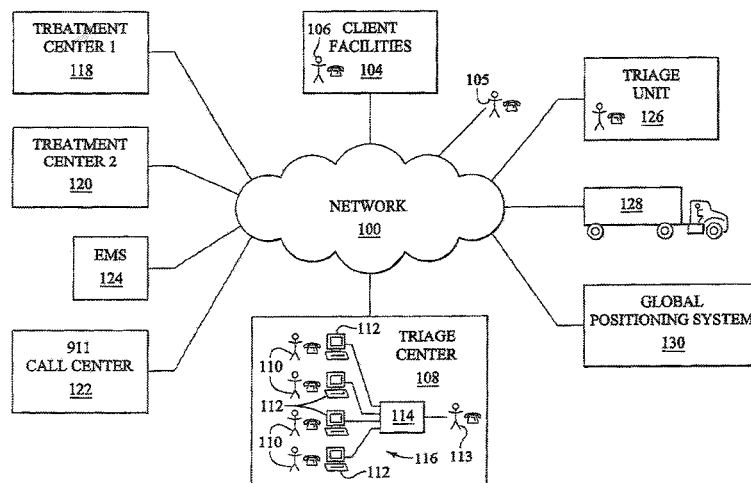 TREATMENT
CENTER 1
118
TREATMENT
CENTER 2
120
EMS
124
911
CALL CENTER
122
106
CLIENT
FACILITIES
104
105
TRIAGE
UNIT
126
128
GLOBAL
POSITIONING SYSTEM
130
NETWORK
100
112
TRIAGE
CENTER
108
110
112
110
112
114
116
113